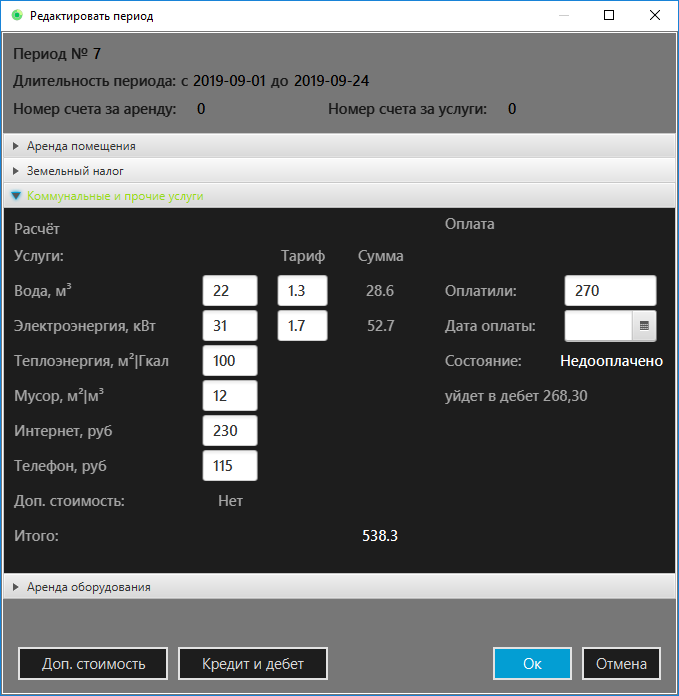 Редактировать период
Период № 7
Длительность периода: с 2019-09-01 до 2019-09-24
Номер счета за аренду: 0 Номер счета за услуги: 0
Аренда помещения
Земельный налог
Коммунальные и прочие услуги
Расчёт Оплата
Услуги: Тариф Сумма
Вода, м³ 22 1.3 28.6 Оплатили: 270
Электроэнергия, кВт 31 1.7 52.7 Дата оплаты:
Теплоэнергия, м²|Гкал 100 Состояние: Недооплачено
Мусор, м²|м³ 12 уйдет в дебет 268,30
Интернет, руб 230
Телефон, руб 115
Доп. стоимость: Нет
Итого: 538.3
Аренда оборудования
Доп. стоимость Кредит и дебет Ок Отмена